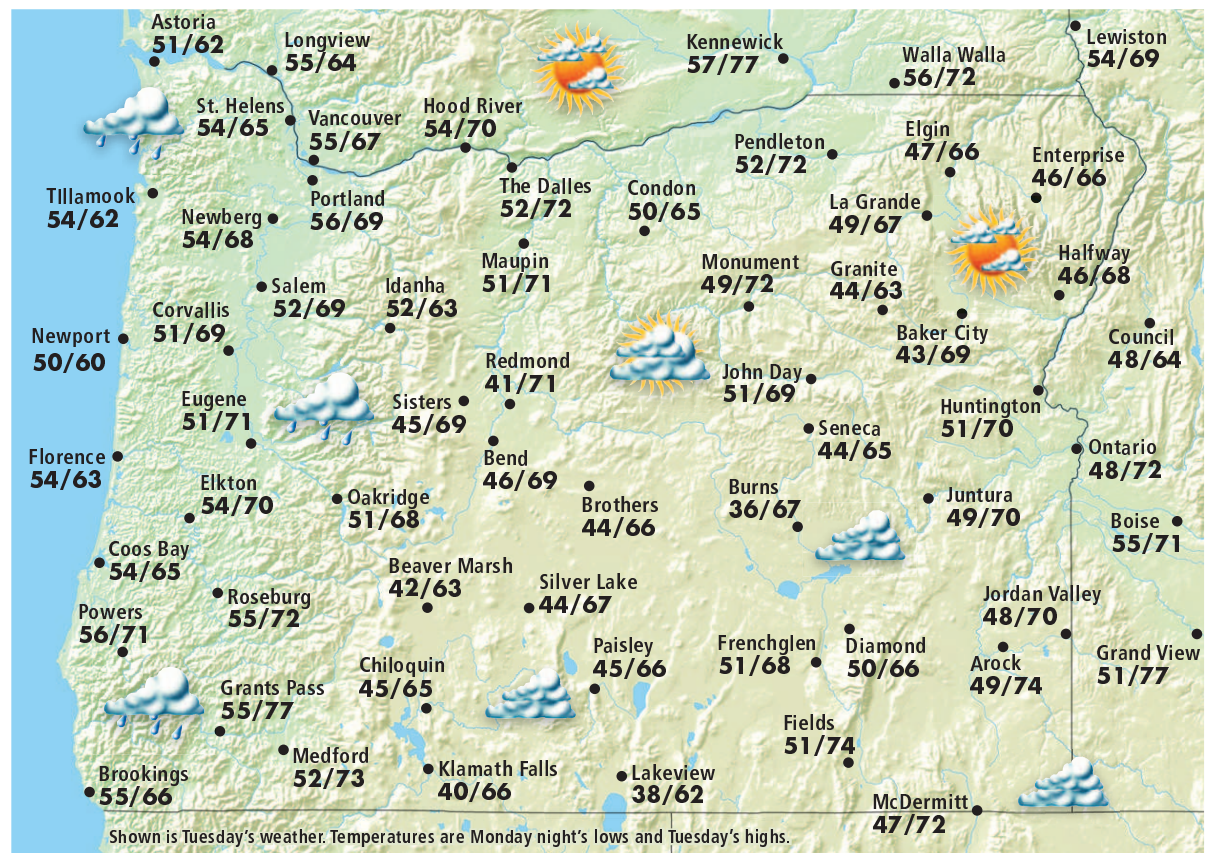 Astoria
51/62
Longview
55/64
Kennewick
57/77
Walla Walla
56/72
Lewiston
54/69
St. Helens
54/65
Vancouver
55/67
Hood River
54/70
Pendleton
52/72
Elgin
47/66
Enterprise
46/66
TIllamook
54/62
Newberg
54/68
Portland
56/69
The Dalles
52/72
Condon
50/65
La Grande
49/67
Maupin
51/71
Monument
49/72
Granite
44/63
Halfway
46/68
Salem
52/69
Idanha
52/63
Corvallis
51/69
Newport
50/60
Baker City
43/69
Council
48/64
Redmond
41/71
John Day
51/69
Eugene
51/71
Sisters
45/69
Huntington
51/70
Seneca
44/65
Ontario
48/72
Florence
54/63
Bend
46/69
Elkton
54/70
Oakridge
51/68
Brothers
44/66
Burns
36/67
Juntura
49/70
Boise
55/71
Coos Bay
54/65
Beaver Marsh
42/63
Silver Lake
44/67
Roseburg
55/72
Powers
56/71
Jordan Valley
48/70
Paisley
45/66
Frenchglen
51/68
Diamond
50/66
Arock
49/74
Grand View
51/77
Chiloquin
45/65
Grants Pass
55/77
Fields
51/74
Medford
52/73
Klamath Falls
40/66
Lakeview
38/62
Brookings
55/66
McDermitt
47/72
Shown is Tuesday's weather. Temperatures are Monday night's lows and Tuesday's highs.